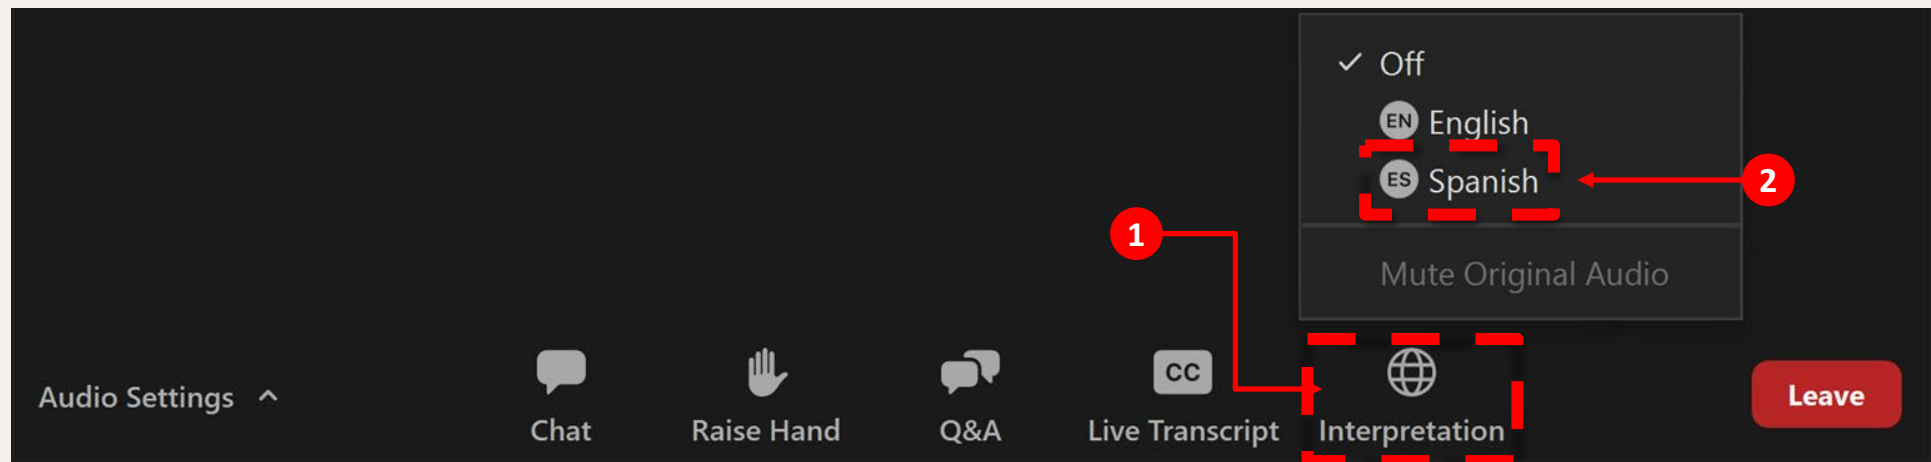 Off
EN English
ES Spanish
2
1
Mute Original Audio
Audio Settings
Chat
Raise Hand
Q&A
CC
Live Transcript
Interpretation
Leave